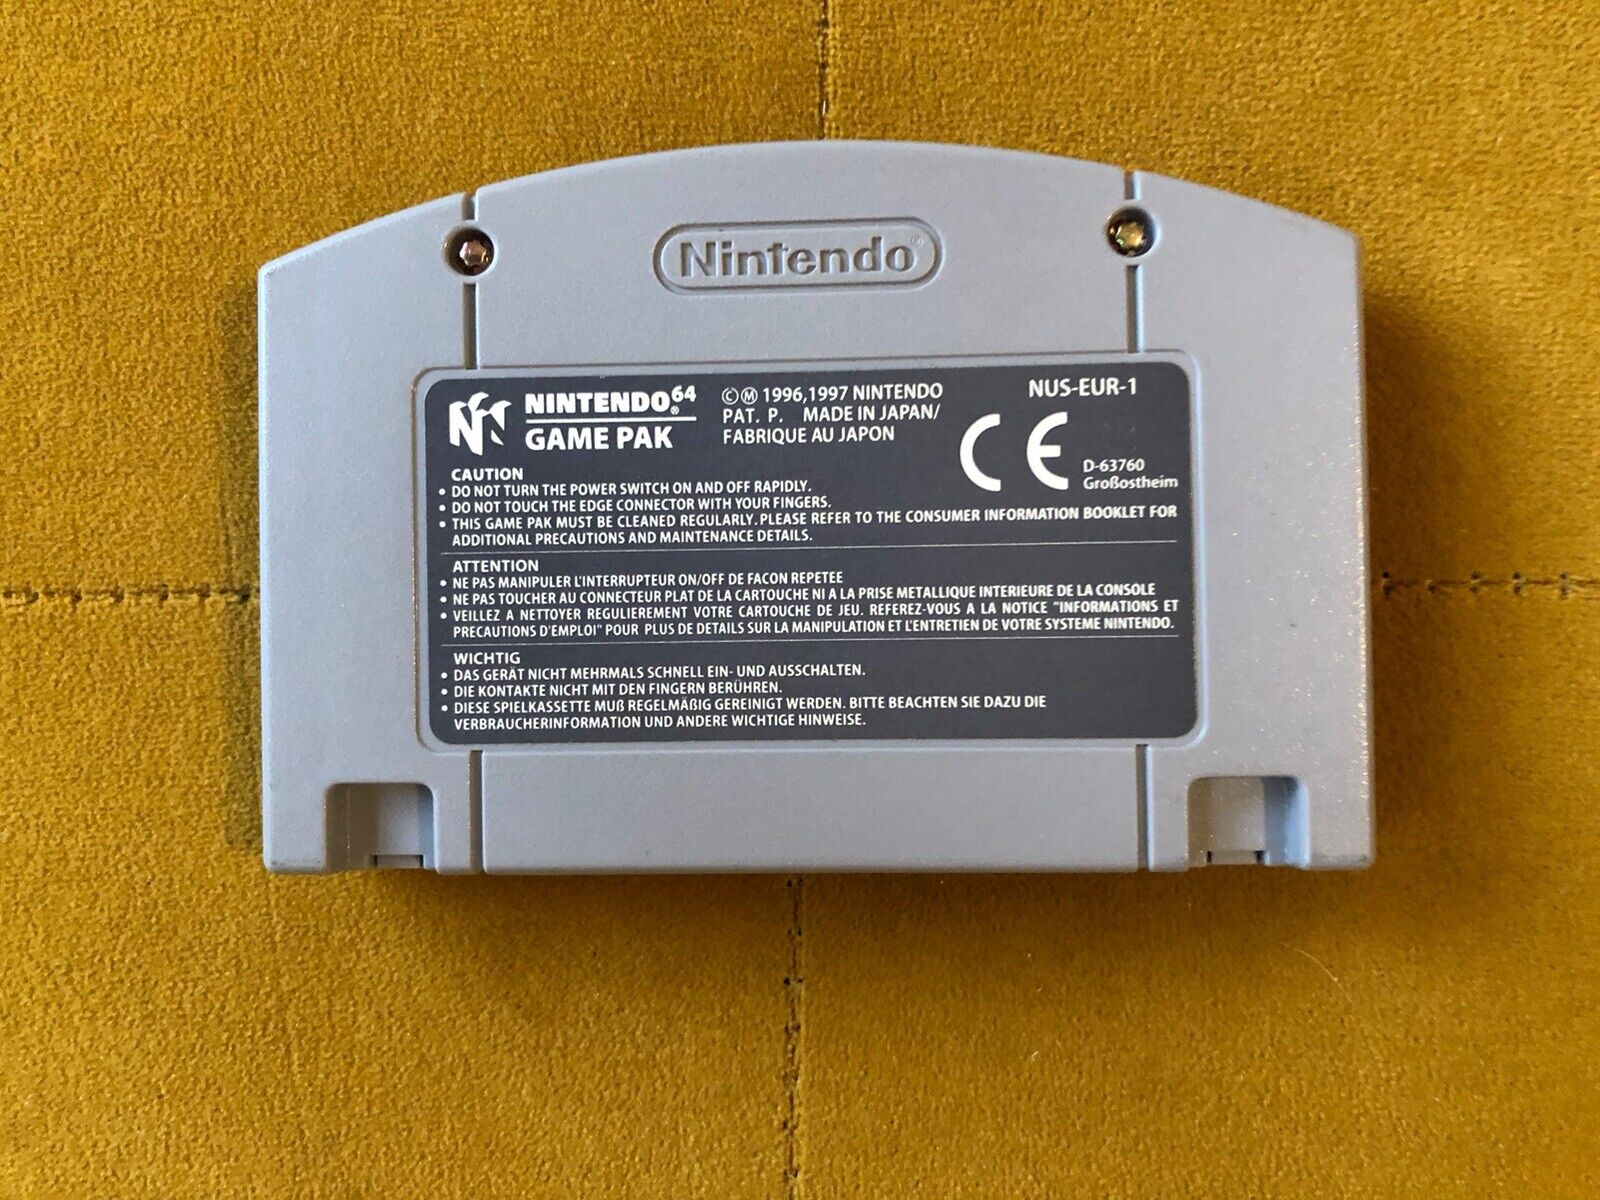 Nintendo®
NINTENDO64®
GAME PAK
©Ⓜ 1996,1997 NINTENDO
PAT. P. MADE IN JAPAN/
FABRIQUE AU JAPON
NUS-EUR-1
CE
D-63760
Großostheim
CAUTION
• DO NOT TURN THE POWER SWITCH ON AND OFF RAPIDLY.
• DO NOT TOUCH THE EDGE CONNECTOR WITH YOUR FINGERS.
• THIS GAME PAK MUST BE CLEANED REGULARLY. PLEASE REFER TO THE CONSUMER INFORMATION BOOKLET FOR
ADDITIONAL PRECAUTIONS AND MAINTENANCE DETAILS.
ATTENTION
• NE PAS MANIPULER L'INTERRUPTEUR ON/OFF DE FACON REPETEE
• NE PAS TOUCHER AU CONNECTEUR PLAT DE LA CARTOUCHE NI A LA PRISE METALLIQUE INTERIEURE DE LA CONSOLE
• VEILLEZ A NETTOYER REGULIEREMENT VOTRE CARTOUCHE DE JEU. REFEREZ-VOUS A LA NOTICE "INFORMATIONS ET
PRECAUTIONS D'EMPLOI" POUR PLUS DE DETAILS SUR LA MANIPULATION ET L'ENTRETIEN DE VOTRE SYSTEME NINTENDO.
WICHTIG
• DAS GERÄT NICHT MEHRMALS SCHNELL EIN- UND AUSSCHALTEN.
• DIE KONTAKTE NICHT MIT DEN FINGERN BERÜHREN.
• DIESE SPIELKASSETTE MUß REGELMÄßIG GEREINIGT WERDEN. BITTE BEACHTEN SIE DAZU DIE
VERBRAUCHERINFORMATION UND ANDERE WICHTIGE HINWEISE.